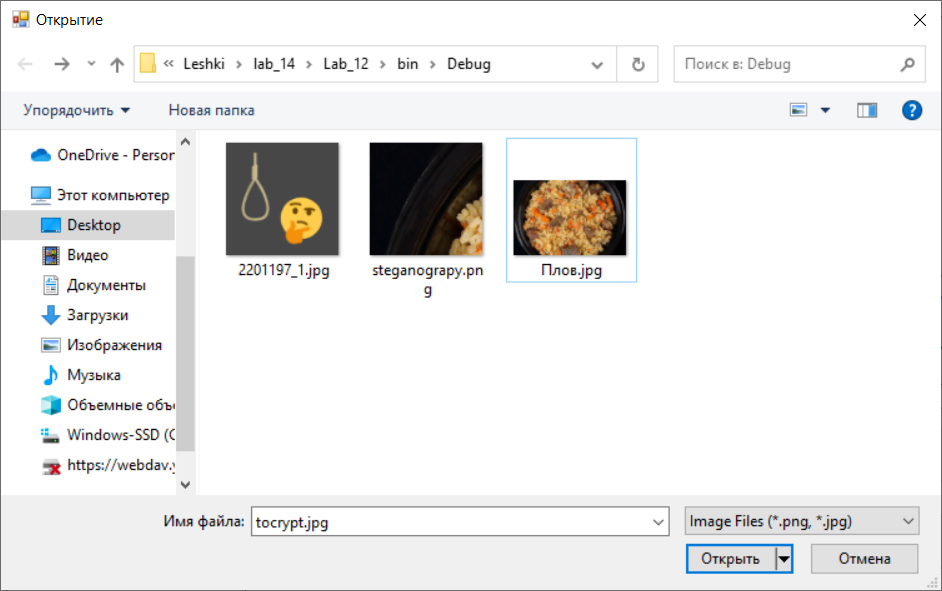 Открытие
« Leshki › lab_14 › Lab_12 › bin › Debug
Поиск в: Debug
Упорядочить
Новая папка
?
OneDrive - Person
Этот компьютер
Desktop
Видео
Документы
Загрузки
Изображения
Музыка
Объемные объ
Windows-SSD (C
https://webdav.y
2201197_1.jpg
steganograpy.pn
g
Плов.jpg
Имя файла:
tocrypt.jpg
Image Files (*.png, *.jpg)
Открыть
Отмена